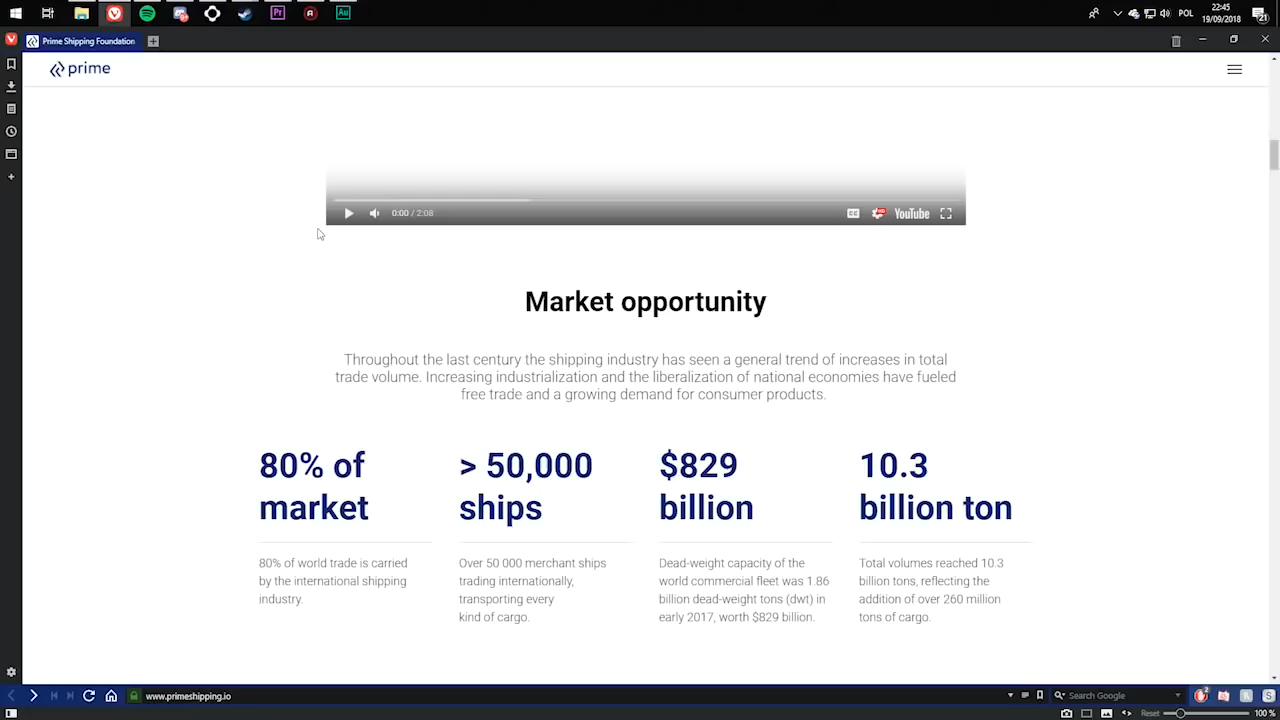 Pr
Au
POL
22:45
19/09/2018
21
Prime Shipping Foundation
prime
0:00 / 2:08
CC
HD
YouTube
Market opportunity
Throughout the last century the shipping industry has seen a general trend of increases in total
trade volume. Increasing industrialization and the liberalization of national economies have fueled
free trade and a growing demand for consumer products.
80% of
market
80% of world trade is carried
by the international shipping
industry.
> 50,000
ships
Over 50 000 merchant ships
trading internationally,
transporting every
kind of cargo.
$829
billion
Dead-weight capacity of the
world commercial fleet was 1.86
billion dead-weight tons (dwt) in
early 2017, worth $829 billion.
10.3
billion ton
Total volumes reached 10.3
billion tons, reflecting the
addition of over 260 million
tons of cargo.
www.primeshipping.io
Search Google
2
S
Reset
100 %